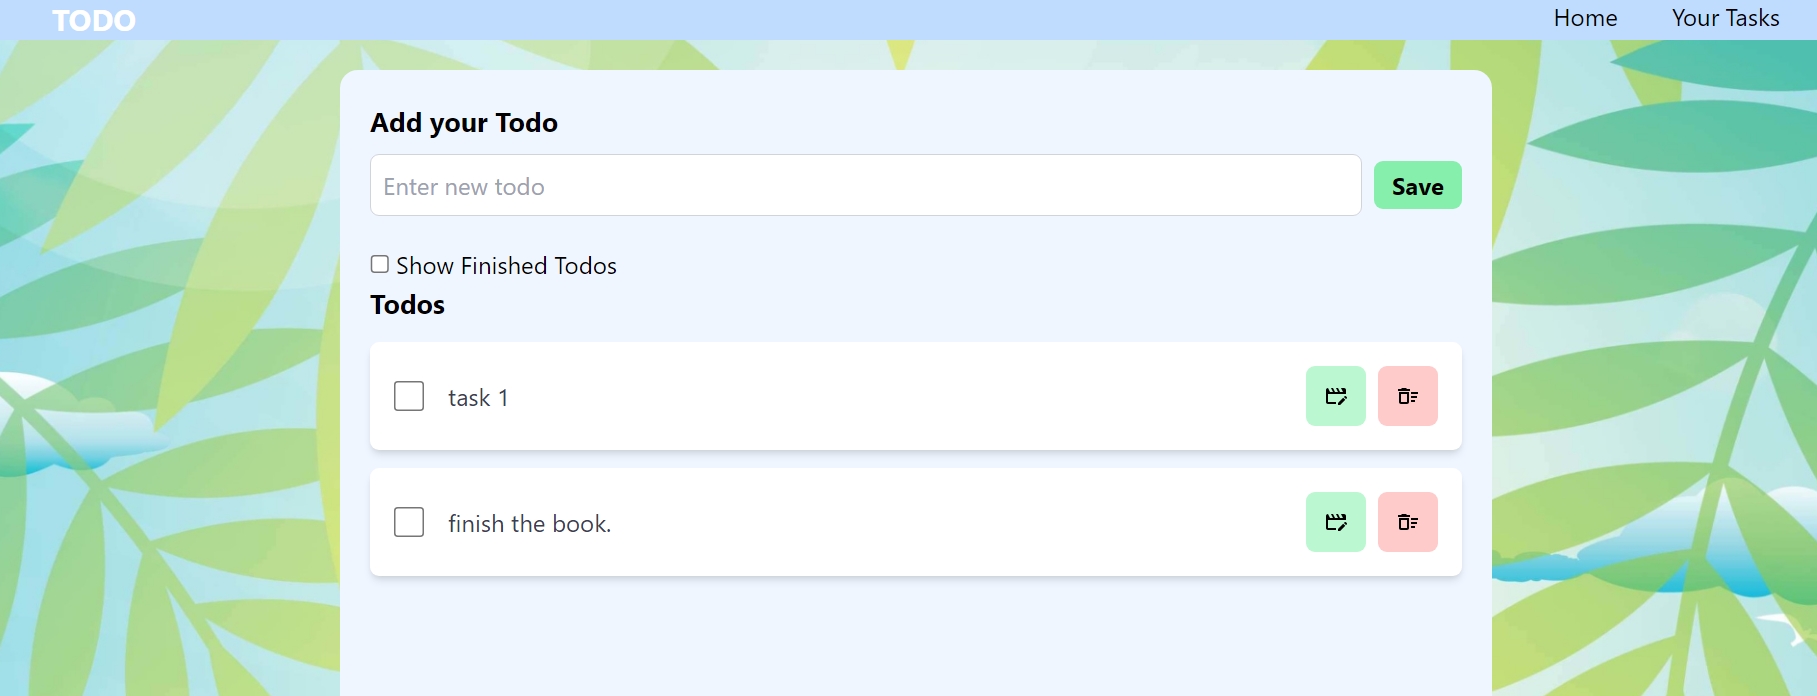 TODO
Home
Your Tasks
Add your Todo
Enter new todo
Save
Show Finished Todos
Todos
task 1
finish the book.